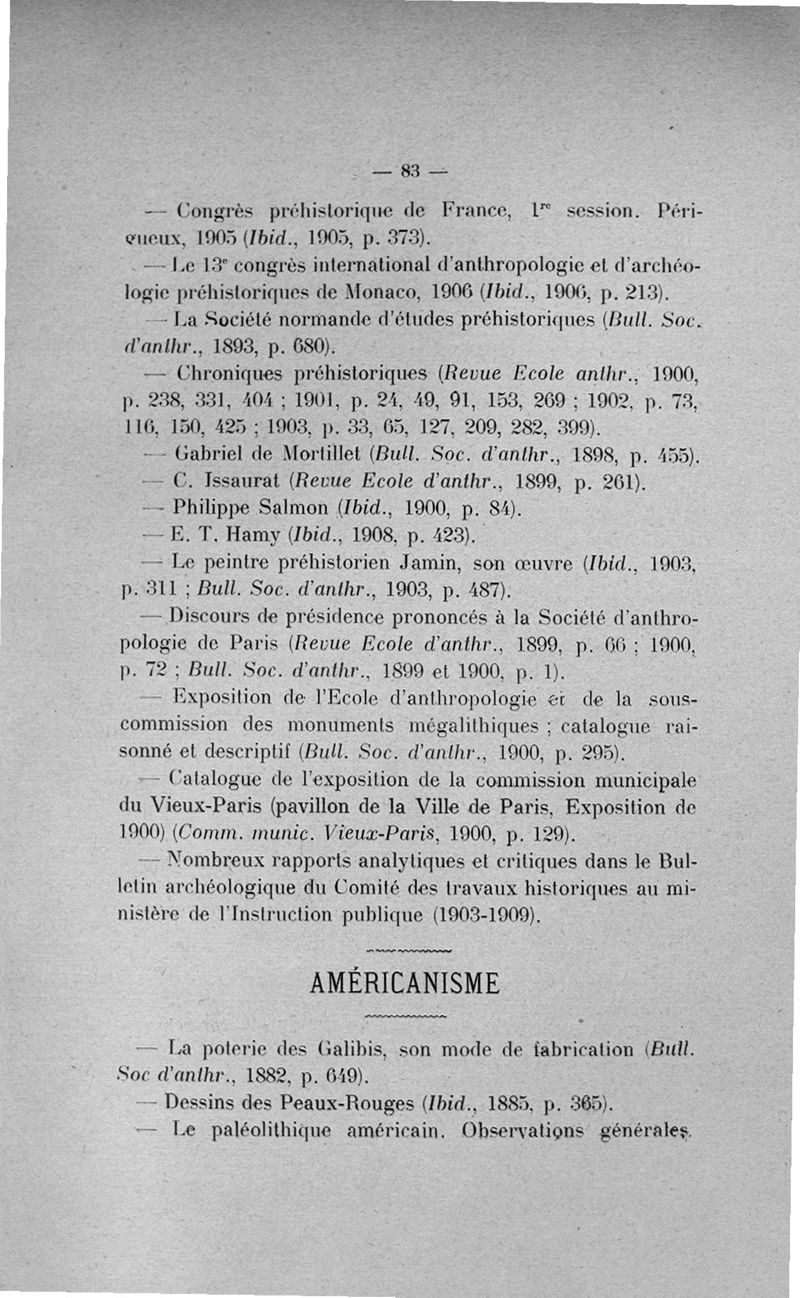 — 83 —
— Congrès préhistorique de France, 1re session. Péri-
gueux, 1905 (Ibid., 1905, p. 373).
— Le 13e congrès international d'anthropologie et d'archéo-
logie préhistoriques de Monaco, 1906 (Ibid., 1906, p. 213).
— La Société normande d'études préhistoriques (Bull. Soc.
d'anthr., 1893, p. 680).
— Chroniques préhistoriques (Revue Ecole anthr., 1900,
p. 238, 331, 404 ; 1901, p. 24, 49, 91, 153, 269 ; 1902, p. 73,
116, 150, 425 ; 1903, p. 33, 65, 127, 209, 282, 399).
— Gabriel de Mortillet (Bull. Soc. d'anthr., 1898, p. 455).
— C. Issaurat (Revue Ecole d'anthr., 1899, p. 261).
— Philippe Salmon (Ibid., 1900, p. 84).
— E. T. Hamy (Ibid., 1908, p. 423).
— Le peintre préhistorien Jamin, son œuvre (Ibid., 1903,
p. 311 ; Bull. Soc. d'anthr., 1903, p. 487).
— Discours de présidence prononcés à la Société d'anthro-
pologie de Paris (Revue Ecole d'anthr., 1899, p. 66 ; 1900,
p. 72 ; Bull. Soc. d'anthr., 1899 et 1900, p. 1).
— Exposition de l'Ecole d'anthropologie et de la sous-
commission des monuments mégalithiques ; catalogue rai-
sonné et descriptif (Bull. Soc. d'anthr., 1900, p. 295).
— Catalogue de l'exposition de la commission municipale
du Vieux-Paris (pavillon de la Ville de Paris, Exposition de
1900) (Comm. munic. Vieux-Paris, 1900, p. 129).
— Nombreux rapports analytiques et critiques dans le Bul-
letin archéologique du Comité des travaux historiques au mi-
nistère de l'Instruction publique (1903-1909).
AMÉRICANISME
— La poterie des Galibis, son mode de fabrication (Bull.
Soc d'anthr., 1882, p. 649).
— Dessins des Peaux-Rouges (Ibid., 1885, p. 365).
— Le paléolithique américain. Observations générales.